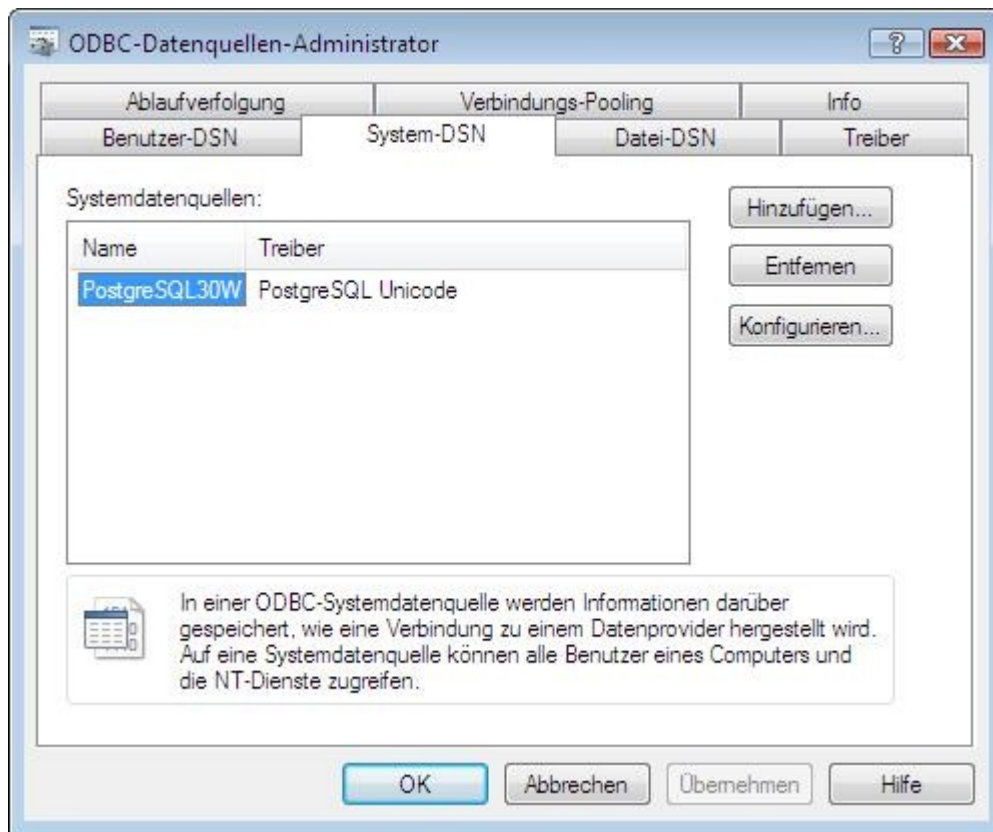 ODBC-Datenquellen-Administrator
?
X
Ablaufverfolgung Verbindungs-Pooling Info
Benutzer-DSN System-DSN Datei-DSN Treiber
Systemdatenquellen:
Hinzufügen...
Name Treiber
Entfernen
PostgreSQL30W PostgreSQL Unicode
Konfigurieren...
In einer ODBC-Systemdatenquelle werden Informationen darüber
gespeichert, wie eine Verbindung zu einem Datenprovider hergestellt wird.
Auf eine Systemdatenquelle können alle Benutzer eines Computers und
die NT-Dienste zugreifen.
OK Abbrechen Übernehmen Hilfe